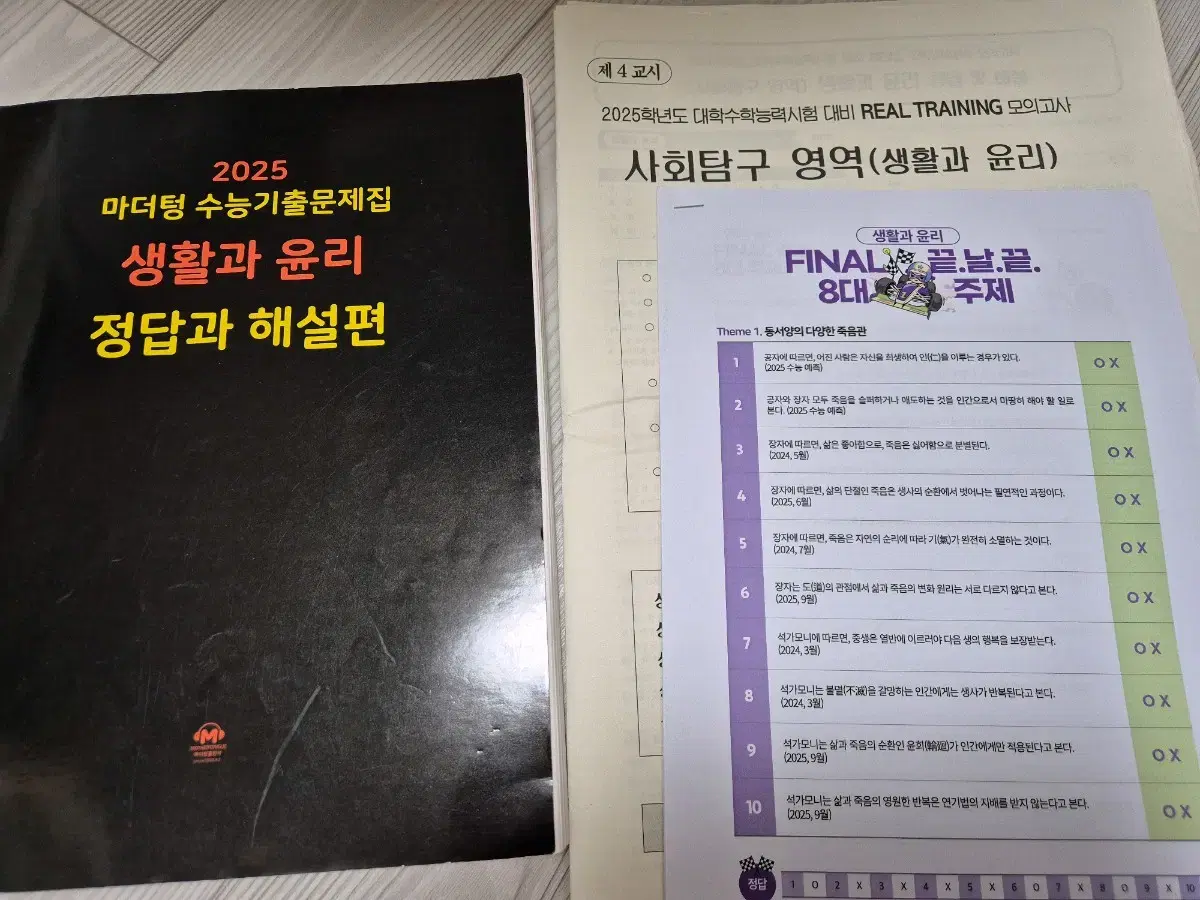 2025
마더텅 수능기출문제집
생활과 윤리
정답과 해설편
M
제 4 교시
2025학년도 대학수학능력시험 대비 REAL TRAINING 모의고사
사회탐구 영역(생활과 윤리)
생활과 윤리
FINAL 끝.날.끝.
8대 주제
Theme 1. 동서양의 다양한 죽음관
1 공자에 따르면, 어진 사람은 자신을 희생하여 인(仁)을 이루는 경우가 있다. O X
(2025 수능 예측)
2 공자와 장자 모두 죽음을 슬퍼하거나 애도하는 것을 인간으로서 마땅히 해야 할 일로 O X
본다. (2025 수능 예측)
3 장자에 따르면, 삶은 좋아함으로, 죽음은 싫어함으로 분별된다. O X
(2024, 5월)
4 장자에 따르면, 삶의 단절인 죽음은 생사의 순환에서 벗어나는 필연적인 과정이다. O X
(2025, 6월)
5 장자에 따르면, 죽음은 자연의 순리에 따라 기(氣)가 완전히 소멸하는 것이다. O X
(2024, 7월)
6 장자는 도(道)의 관점에서 삶과 죽음의 변화 원리는 서로 다르지 않다고 본다. O X
(2025, 9월)
7 석가모니에 따르면, 중생은 열반에 이르러야 다음 생의 행복을 보장받는다. O X
(2024, 3월)
8 석가모니는 불멸(不滅)을 갈망하는 인간에게는 생사가 반복된다고 본다. O X
(2024, 3월)
9 석가모니는 삶과 죽음의 순환인 윤회(輪廻)가 인간에게만 적용된다고 본다. O X
(2025, 9월)
10 석가모니는 삶과 죽음의 영원한 반복은 연기법의 지배를 받지 않는다고 본다. O X
(2025, 9월)
정답 1 O 2 X 3 X 4 X 5 X 6 O 7 X 8 O 9 X 10